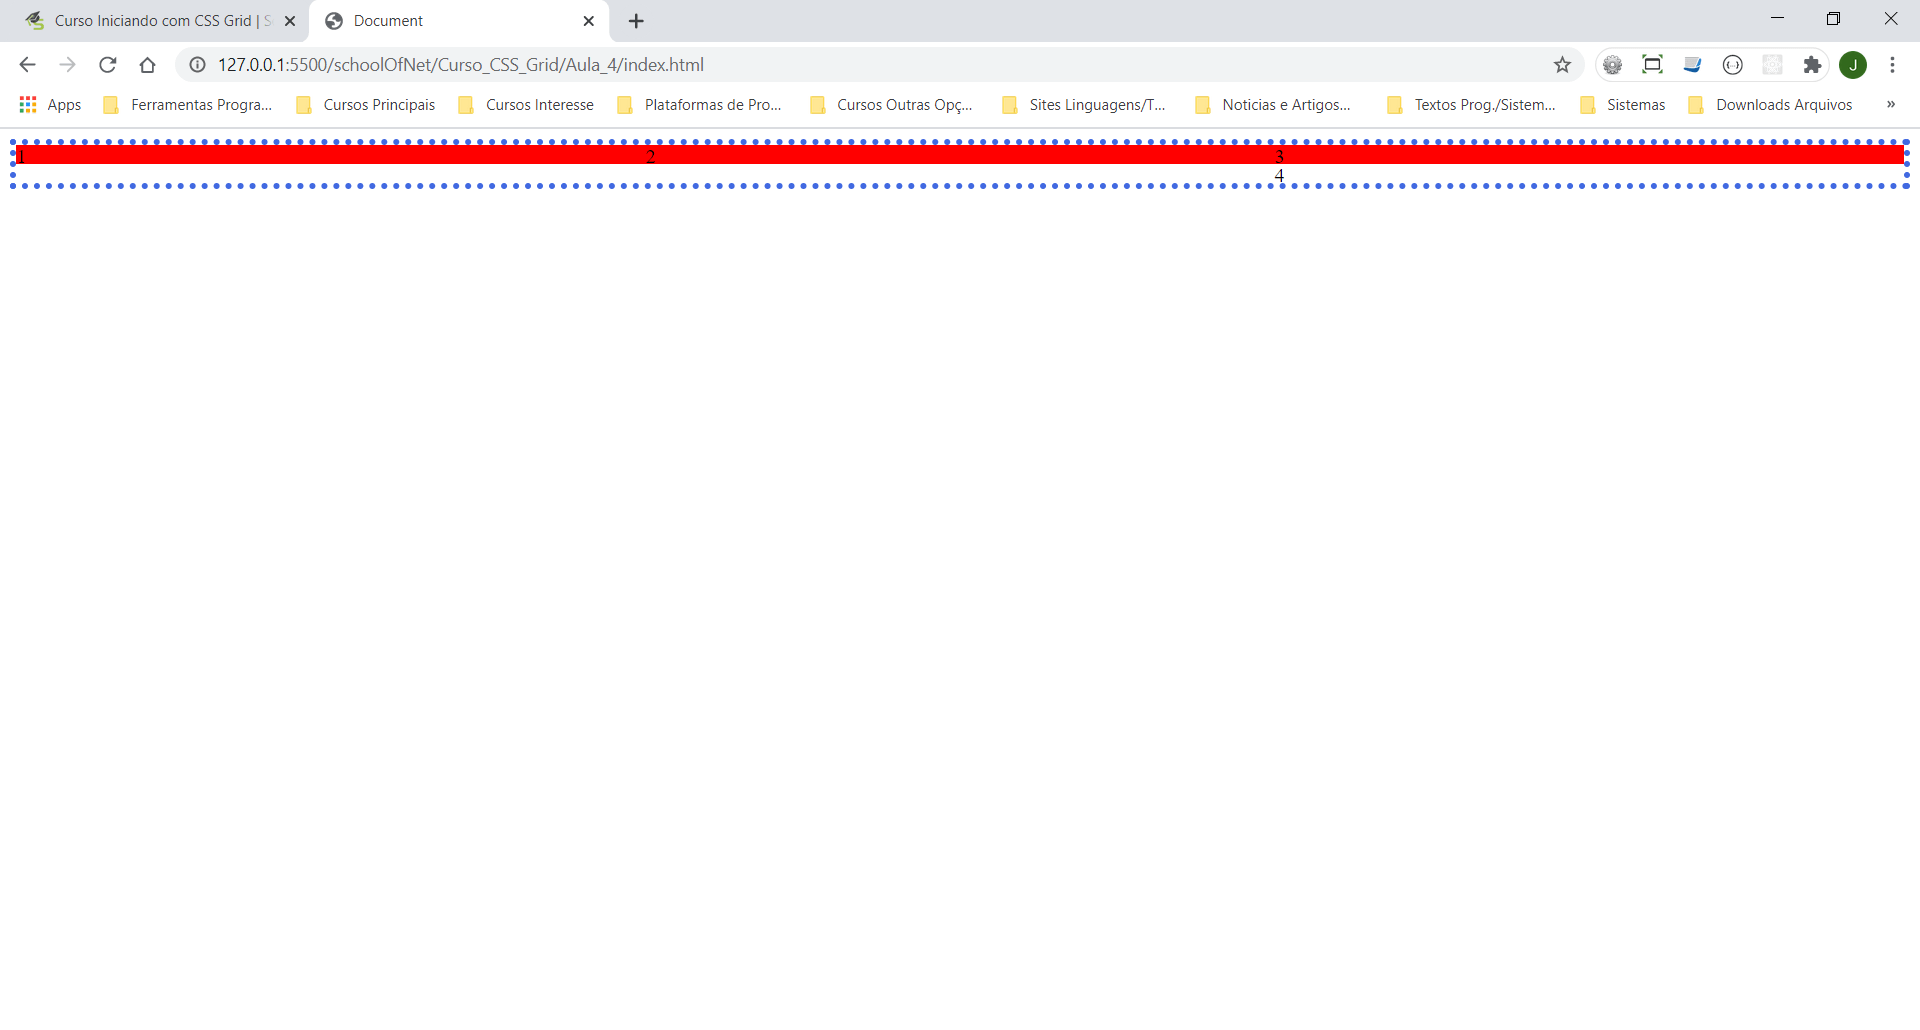 Curso Iniciando com CSS Grid | S
Document
127.0.0.1:5500/schoolOfNet/Curso_CSS_Grid/Aula_4/index.html
J
Apps
Ferramentas Progra...
Cursos Principais
Cursos Interesse
Plataformas de Pro...
Cursos Outras Opç...
Sites Linguagens/T...
Noticias e Artigos...
Textos Prog./Sistem...
Sistemas
Downloads Arquivos
»
1 2 3
4